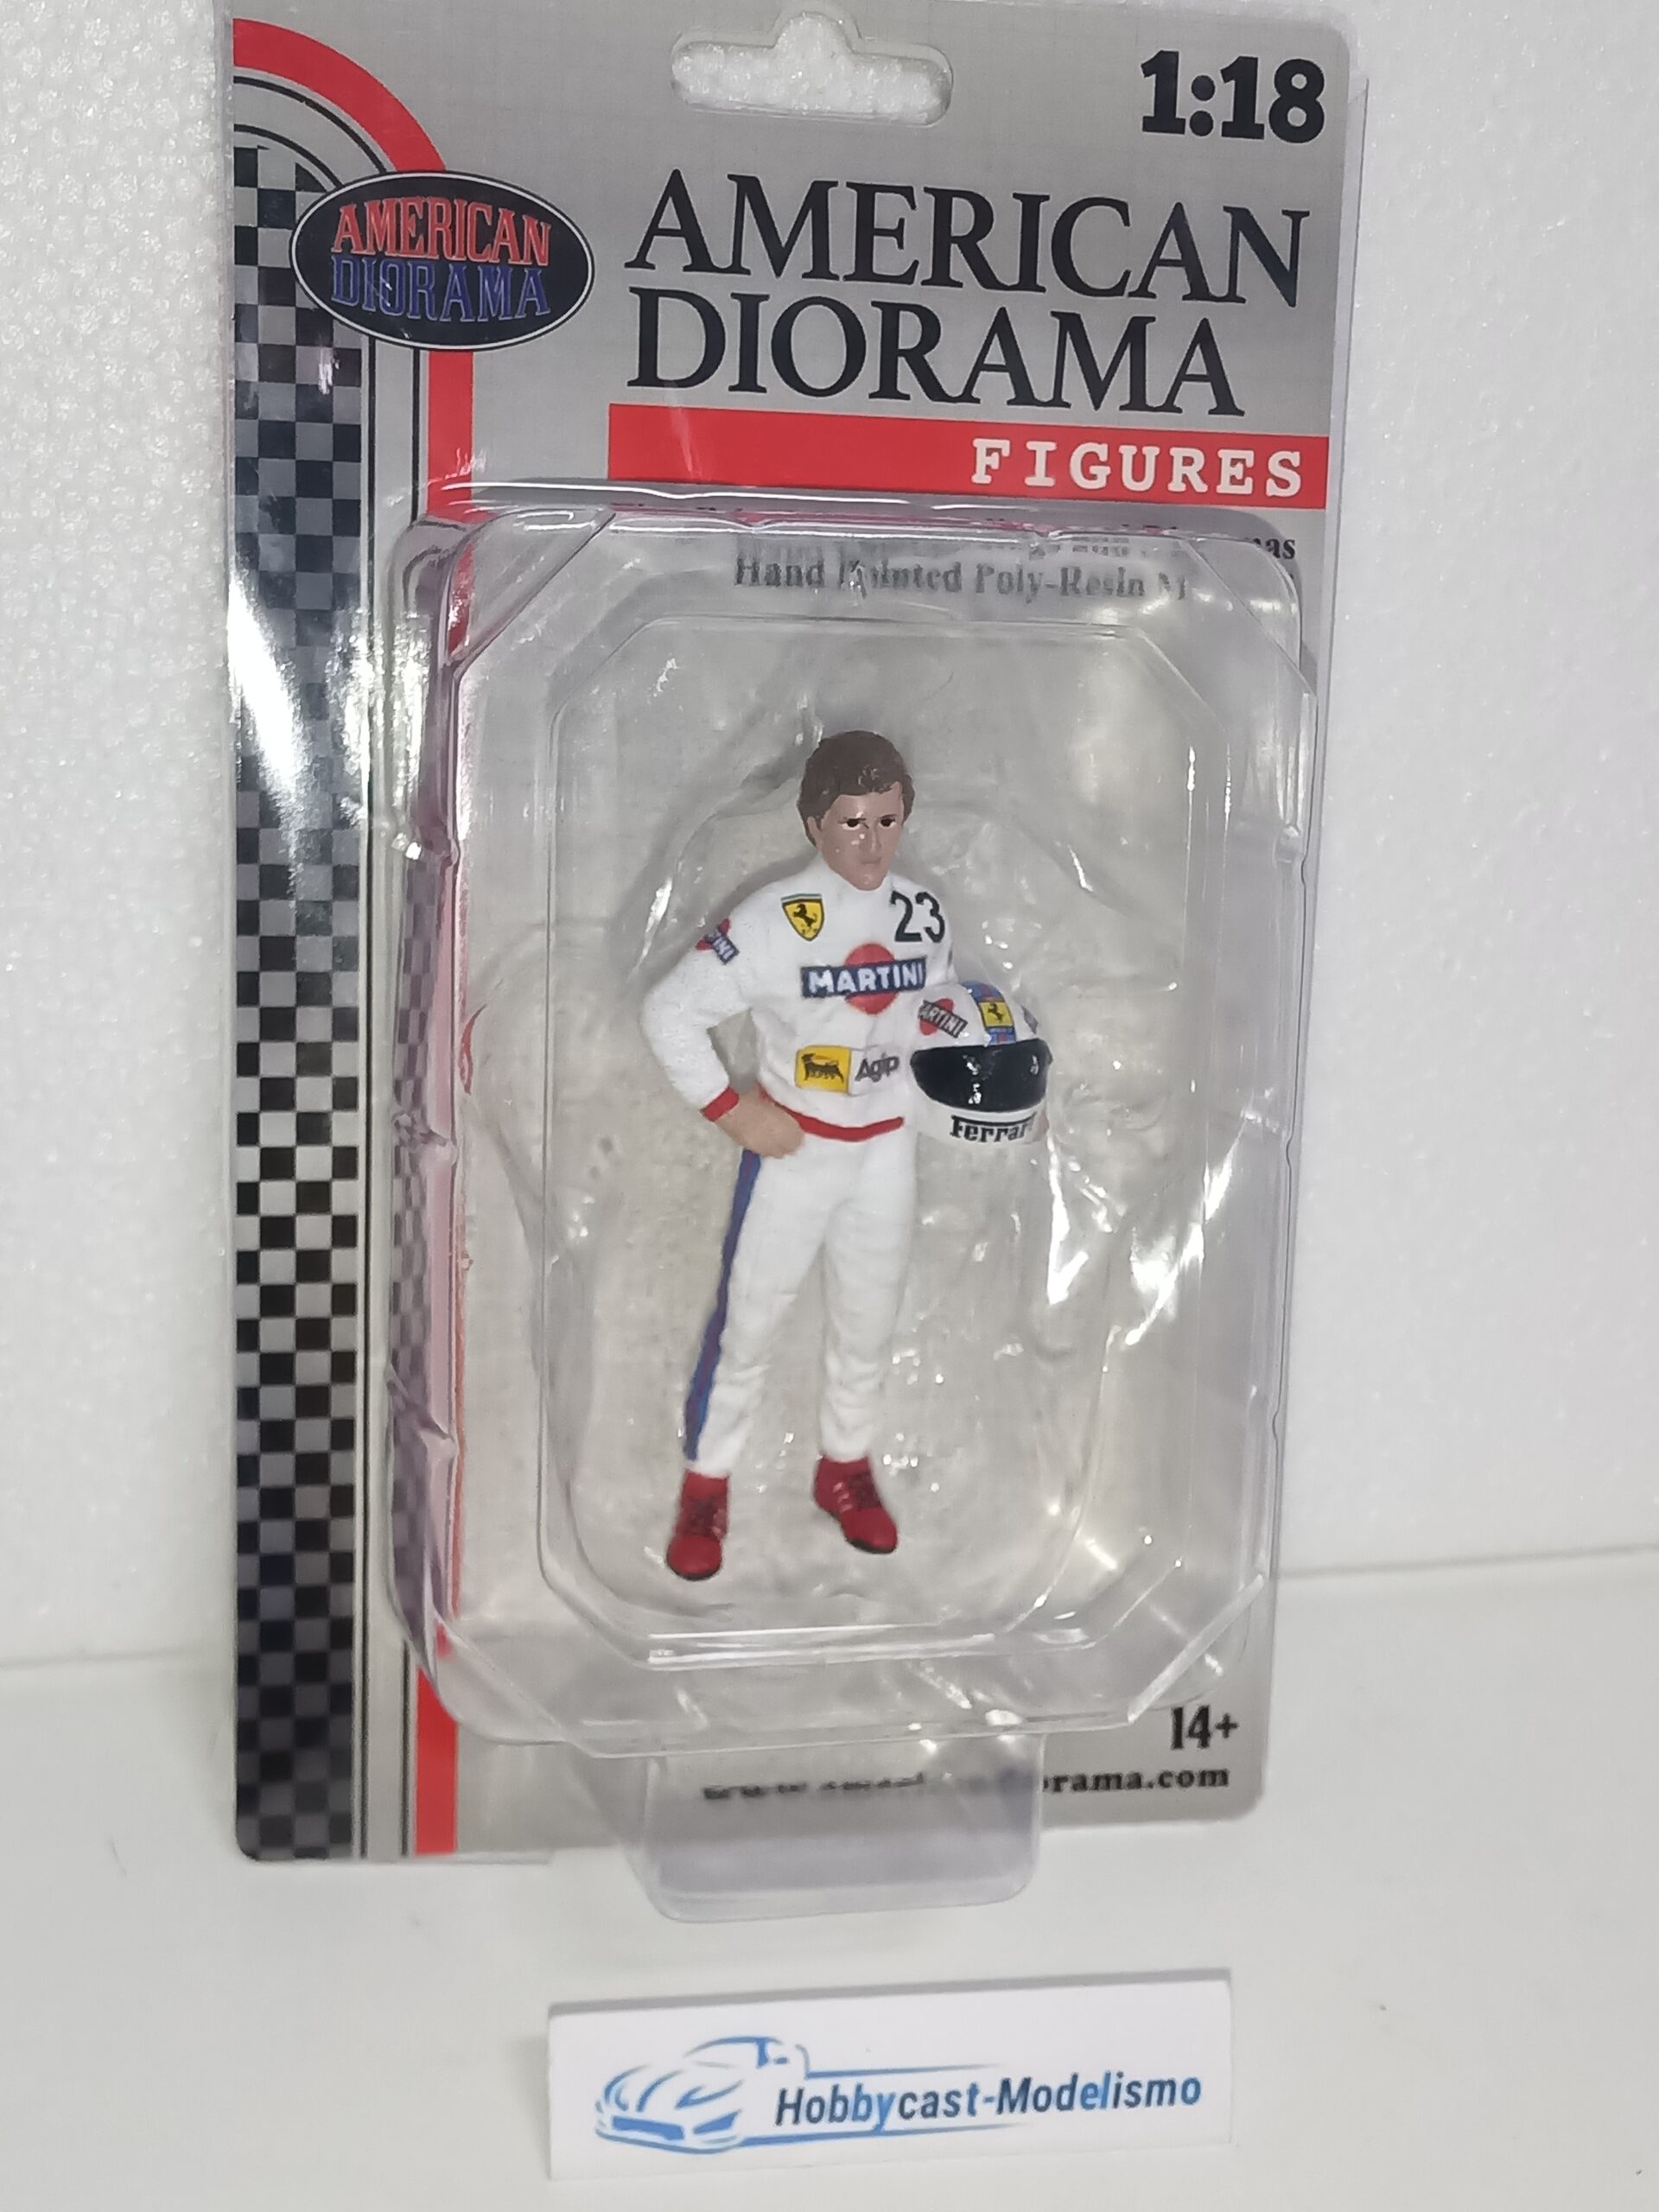 1:18
AMERICAN
DIORAMA
AMERICAN
DIORAMA
FIGURES
Hand Painted Poly-Resin
23
MARTINI
MARTINI
Agip
Ferrari
14+
Hobbycast-Modelismo